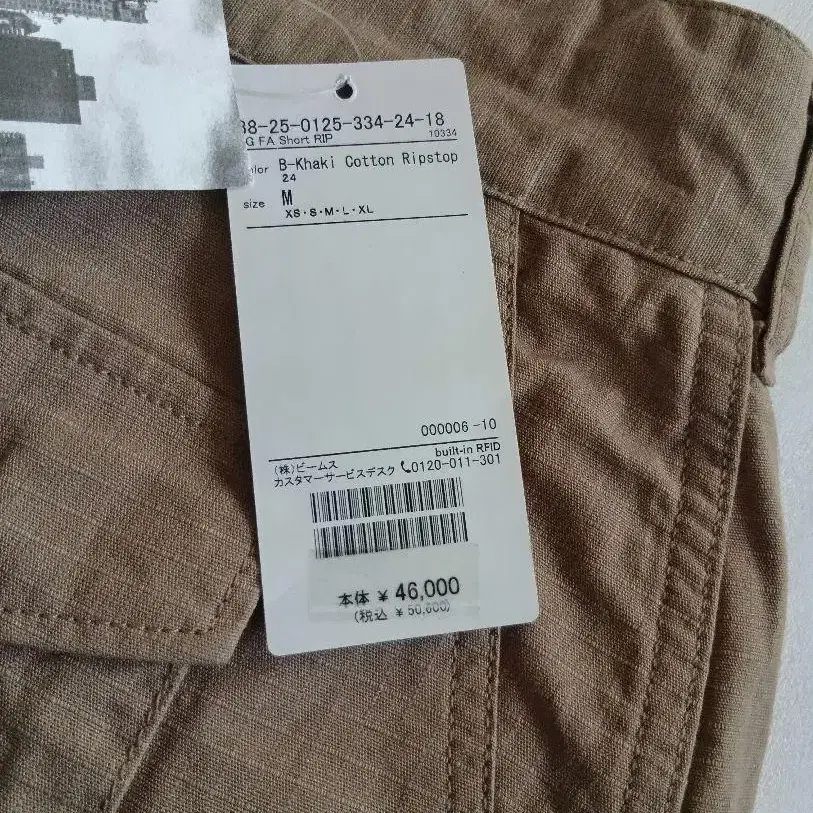 38-25-0125-334-24-18
G FA Short RIP 10334
color B-Khaki Cotton Ripstop
24
size M
XS・S・M・L・XL
000006 -10
built-in RFID
(株)ビームス
カスタマーサービスデスク 0120-011-301
本体 ¥ 46,000
(税込 ¥ 50,600)